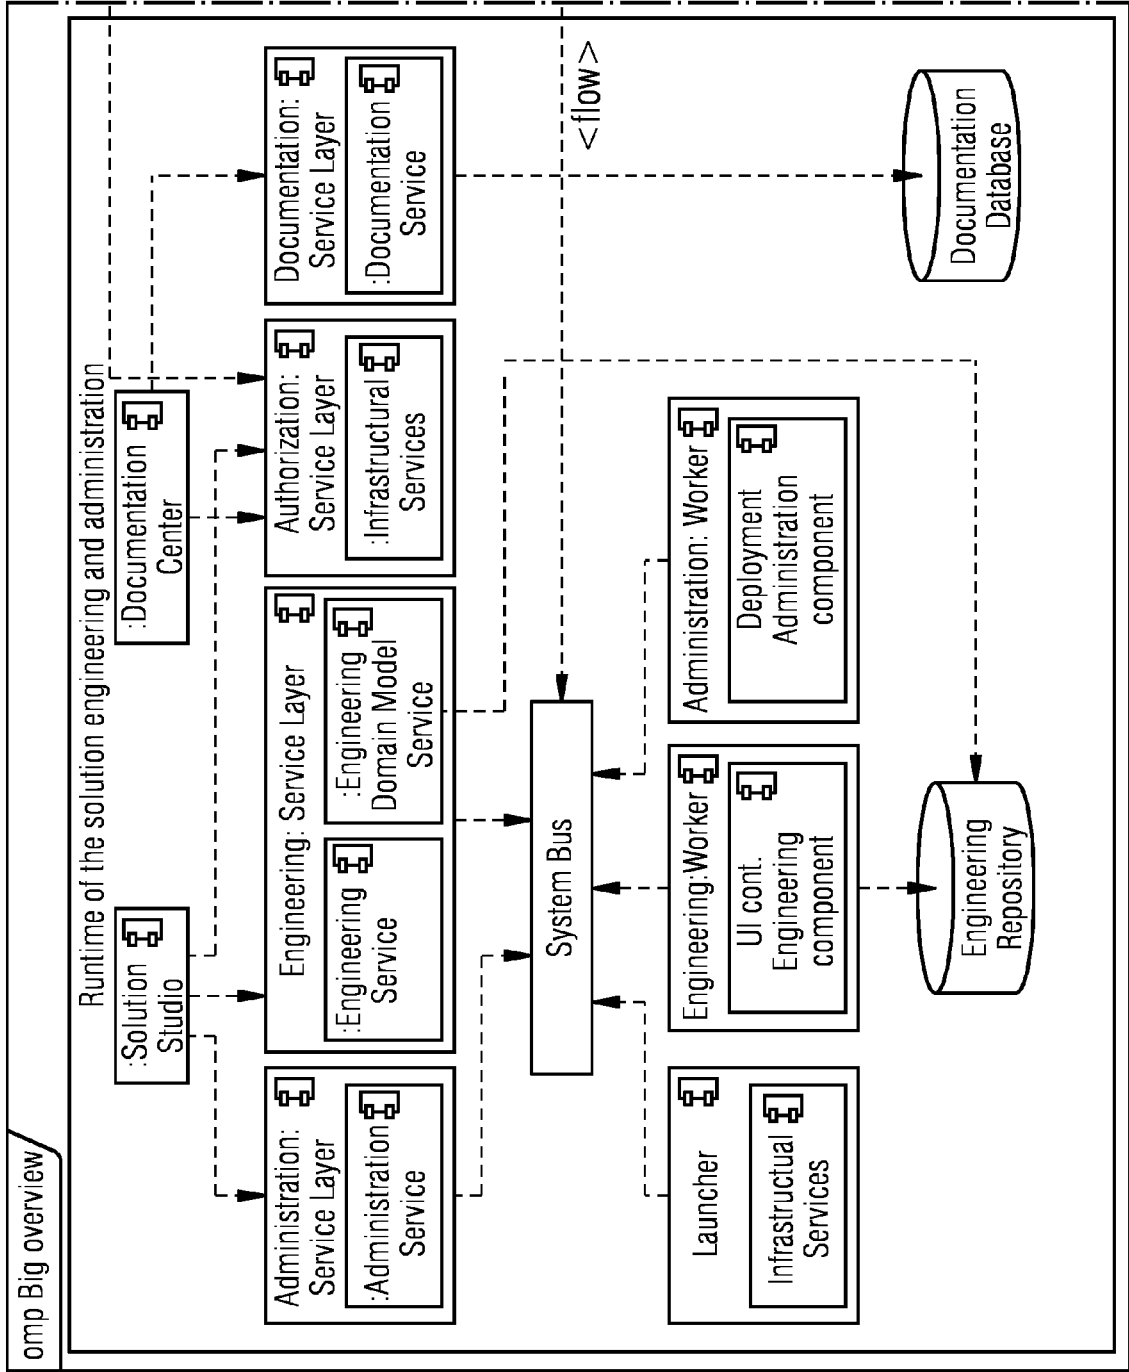 omp Big overview
Runtime of the solution engineering and administration
:Solution
Studio
:Documentation
Center
Administration:
Service Layer
:Administration
Service
Engineering: Service Layer
:Engineering
Service
:Engineering
Domain Model
Service
Authorization:
Service Layer
:Infrastructural
Services
Documentation:
Service Layer
:Documentation
Service
System Bus
<flow>
Launcher
Infrastructual
Services
Engineering:Worker
UI cont.
Engineering
component
Administration: Worker
Deployment
Administration
component
Engineering
Repository
Documentation
Database